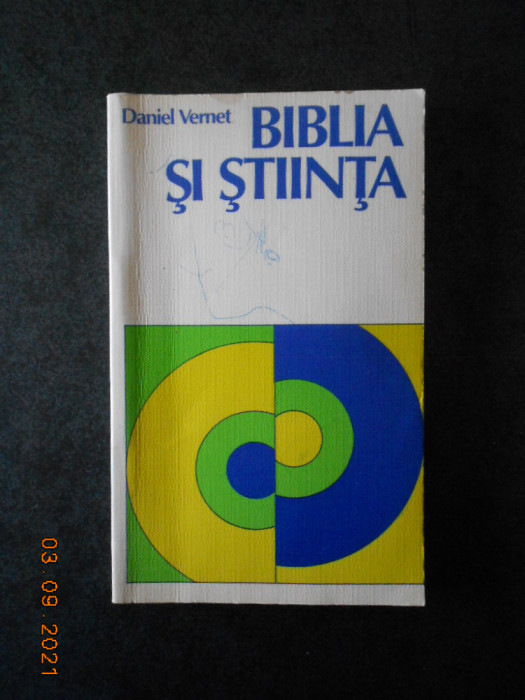 Daniel Vernet
BIBLIA
ŞI ŞTIINŢA
03.09.2021